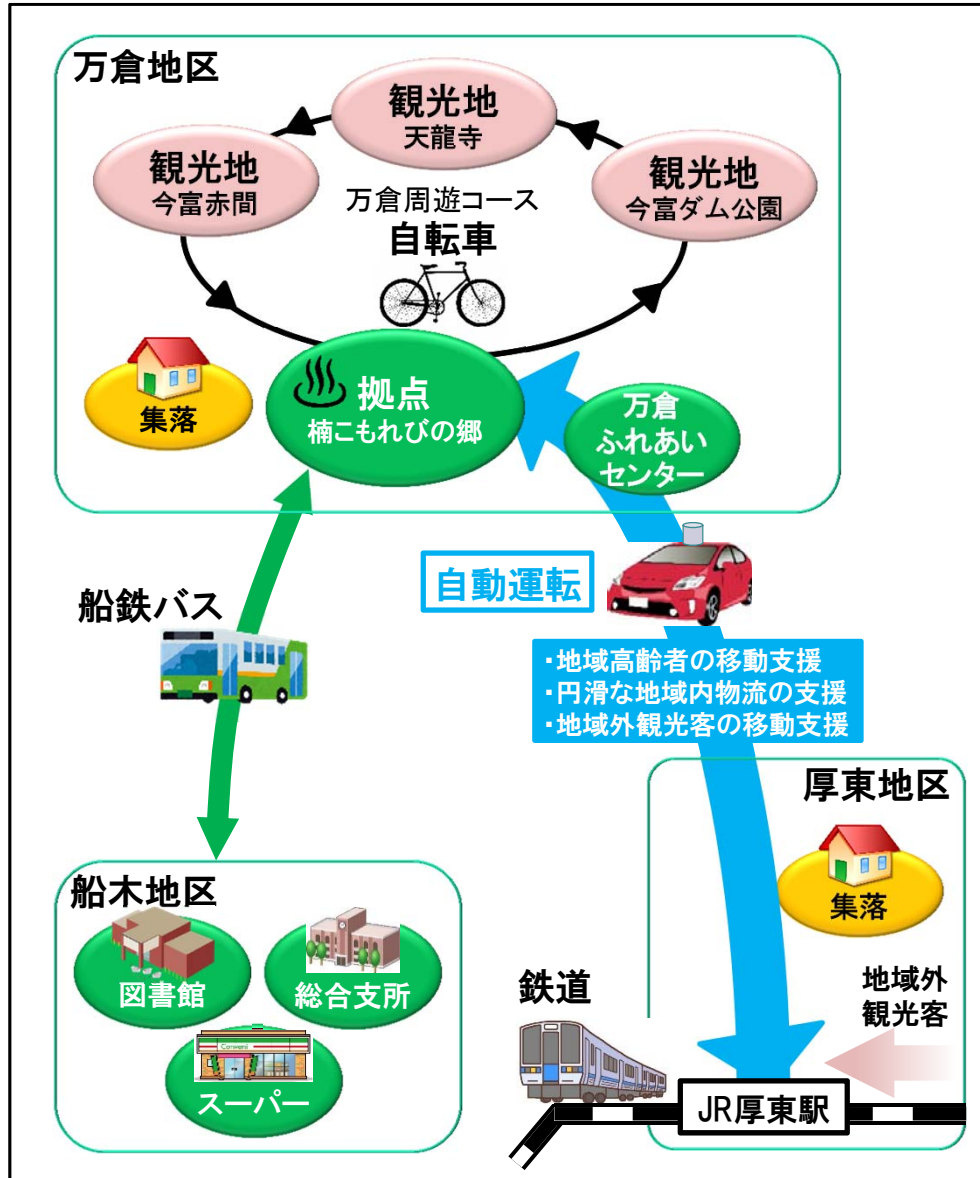 万倉地区
観光地
天龍寺
観光地
今富赤間
観光地
今富ダム公園
万倉周遊コース
自転車
集落
拠点
楠こもれびの郷
万倉
ふれあい
センター
自動運転
船鉄バス
・地域高齢者の移動支援
・円滑な地域内物流の支援
・地域外観光客の移動支援
厚東地区
集落
船木地区
図書館
総合支所
スーパー
鉄道
地域外
観光客
JR厚東駅